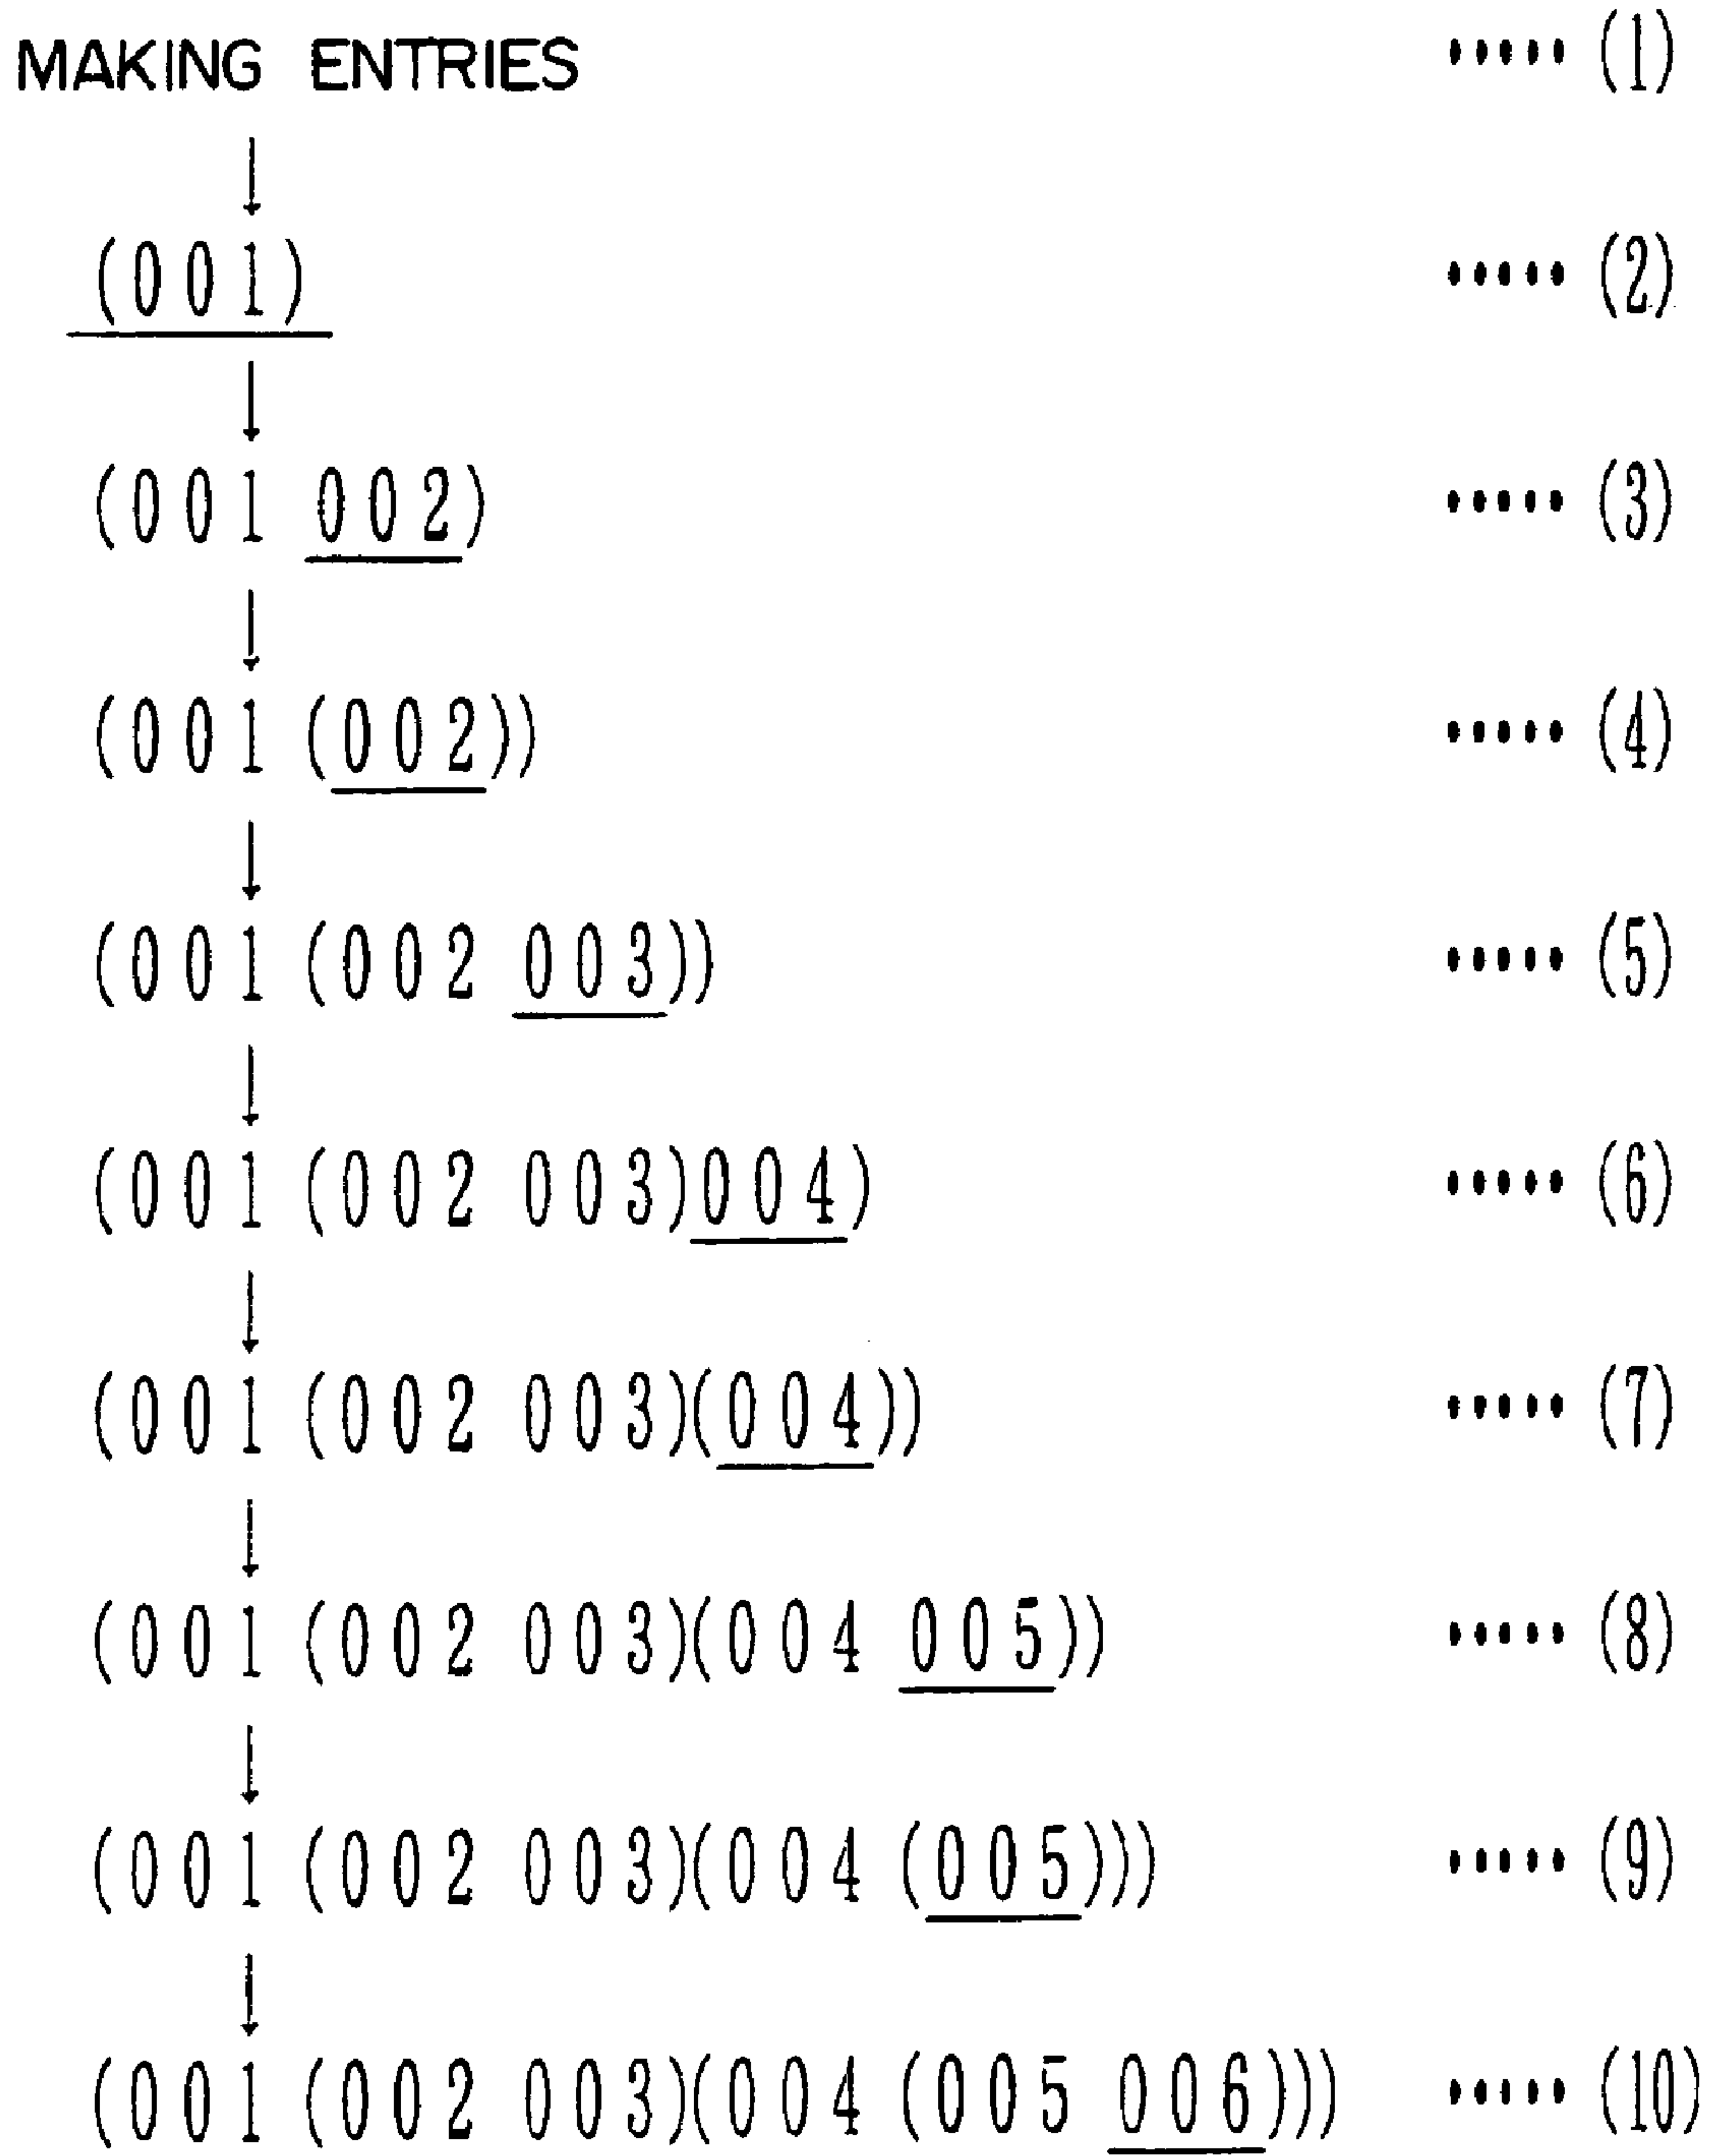 MAKING ENTRIES ..... (1)
(001) ..... (2)
(001 002) ..... (3)
(001 (002)) ..... (4)
(001 (002 003)) ..... (5)
(001 (002 003)004) ..... (6)
(001 (002 003)(004)) ..... (7)
(001 (002 003)(004 005)) ..... (8)
(001 (002 003)(004 (005))) ..... (9)
(001 (002 003)(004 (005 006))) ..... (10)